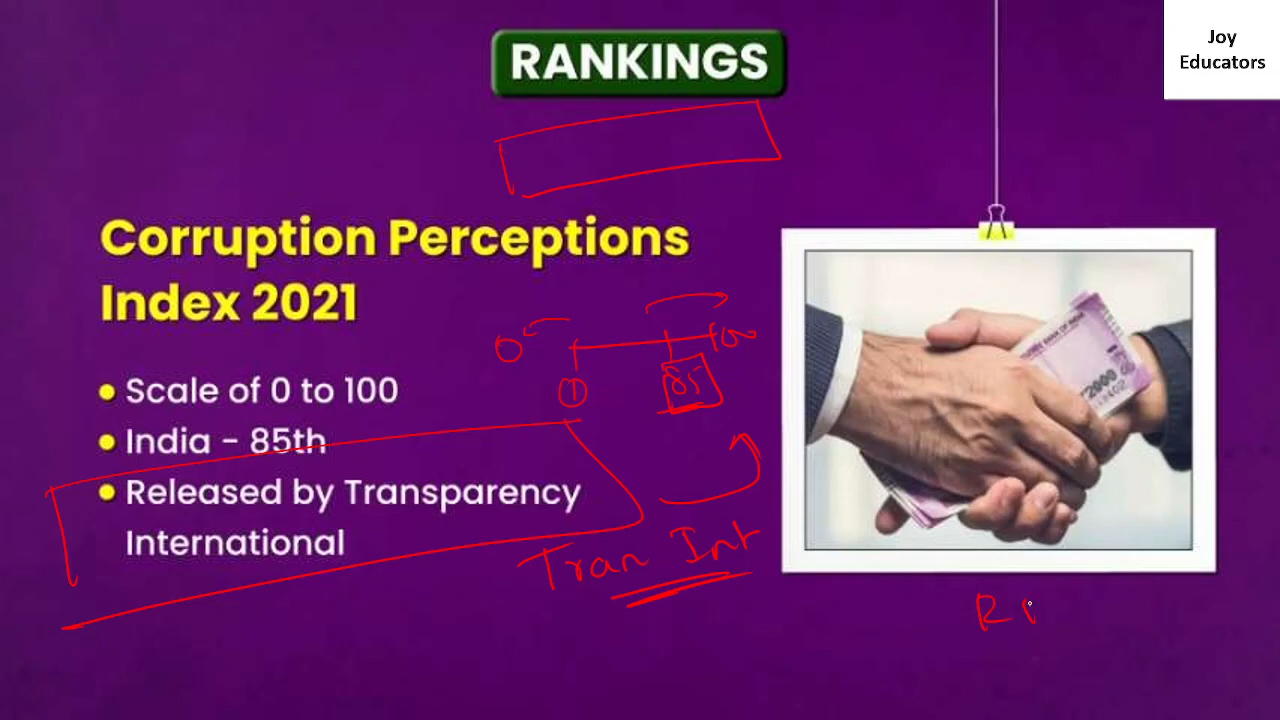 RANKINGS
Joy
Educators
Corruption Perceptions
Index 2021
Scale of 0 to 100
India - 85th
Released by Transparency
International
0
100
1
85
Tran Int